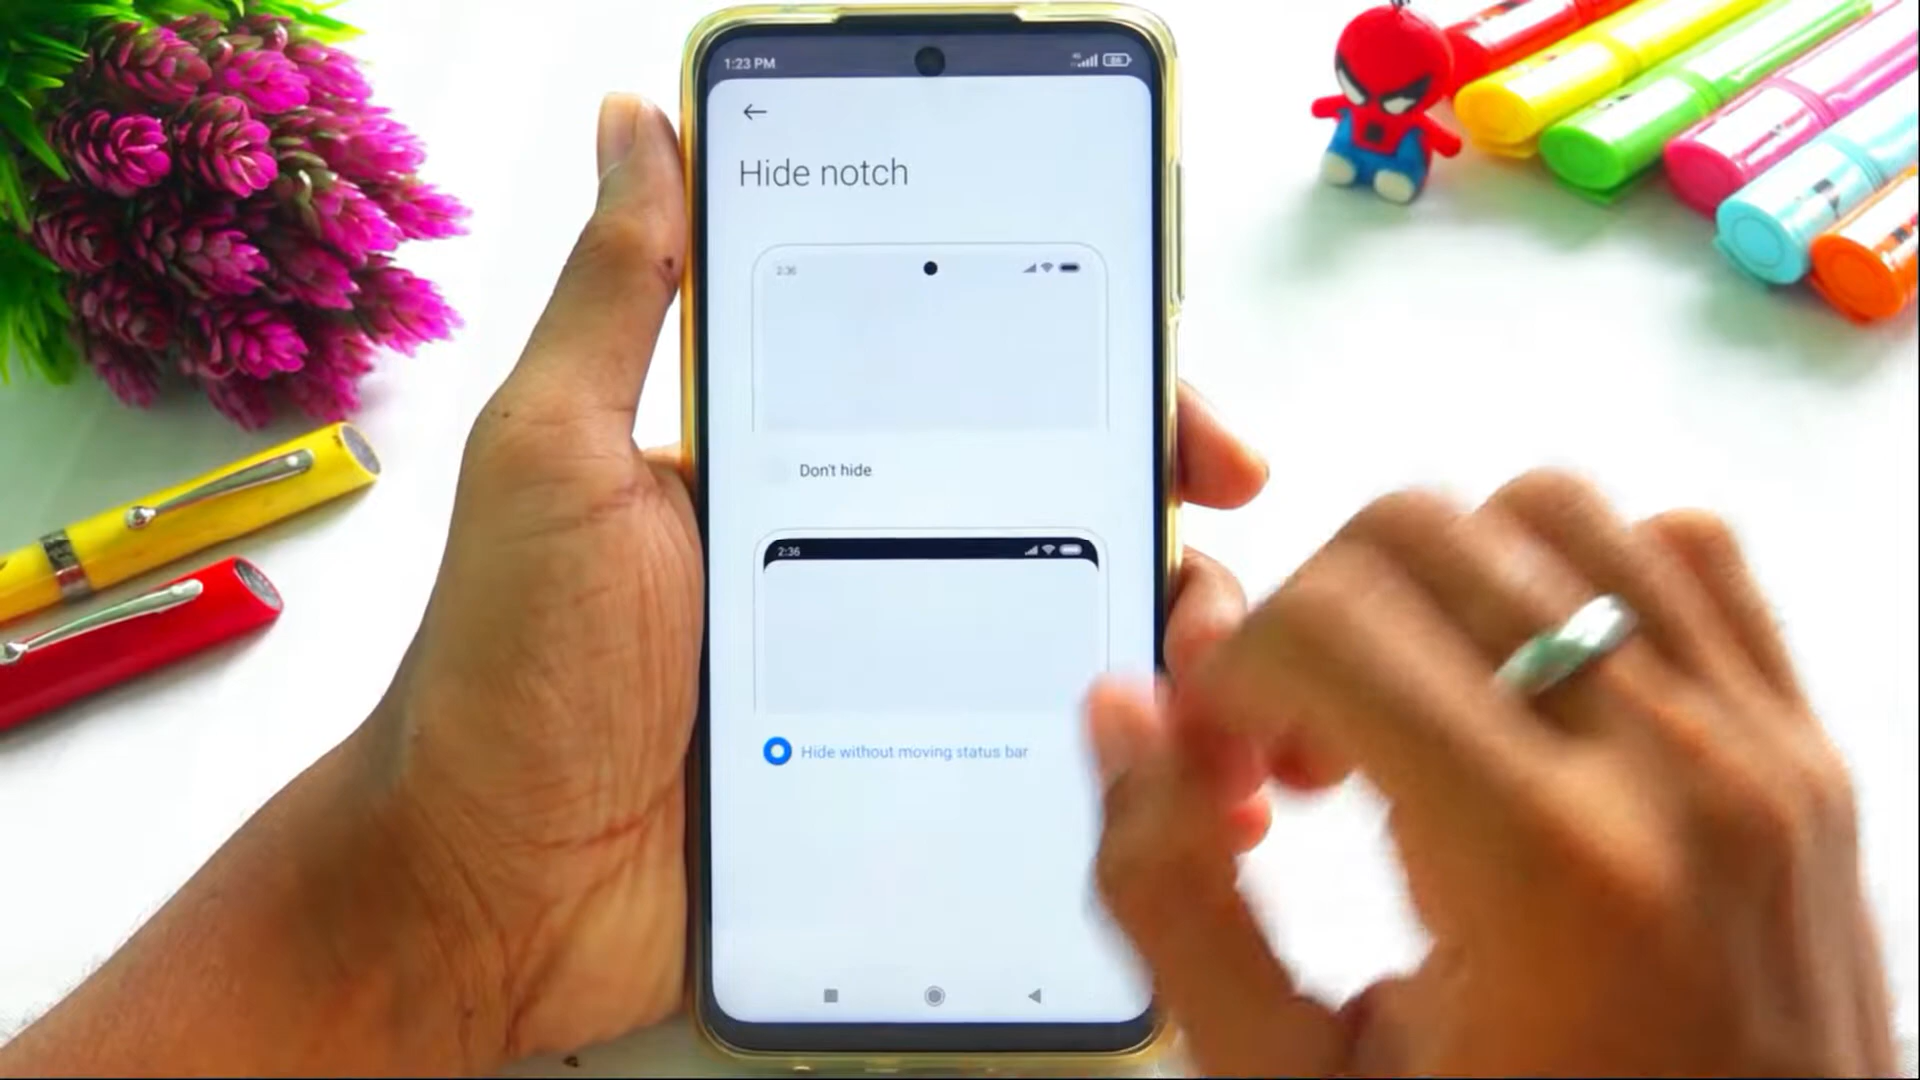 1:23 PM
Hide notch
2:36
Don't hide
2:36
Hide without moving status bar